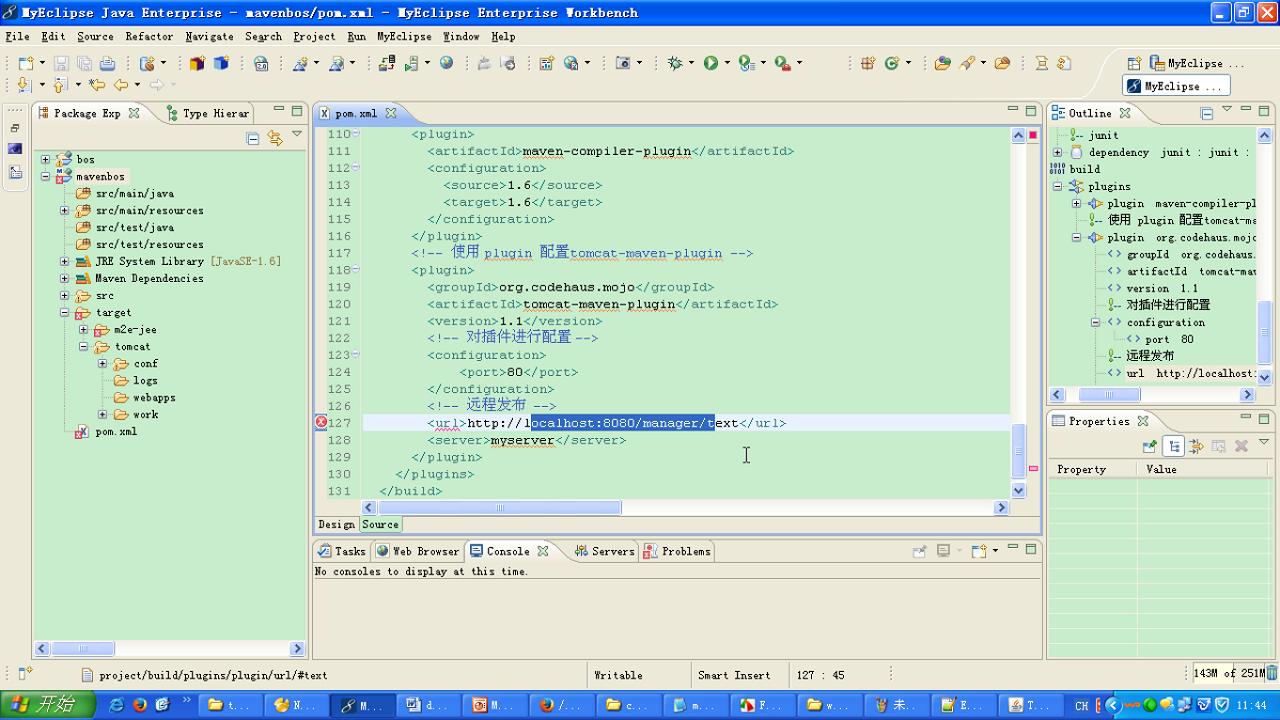 MyEclipse Java Enterprise - mavenbos/pom.xml - MyEclipse Enterprise Workbench
File Edit Source Refactor Navigate Search Project Run MyEclipse Window Help
MyEclipse ...
MyEclipse ...
Package Exp
Type Hierar
bos
mavenbos
src/main/java
src/main/resources
src/test/java
src/test/resources
JRE System Library [JavaSE-1.6]
Maven Dependencies
src
target
m2e-jee
tomcat
conf
logs
webapps
work
pom.xml
pom.xml
110 <plugin>
111 <artifactId>maven-compiler-plugin</artifactId>
112 <configuration>
113 <source>1.6</source>
114 <target>1.6</target>
115 </configuration>
116 </plugin>
117 <!-- 使用 plugin 配置tomcat-maven-plugin -->
118 <plugin>
119 <groupId>org.codehaus.mojo</groupId>
120 <artifactId>tomcat-maven-plugin</artifactId>
121 <version>1.1</version>
122 <!-- 对插件进行配置 -->
123 <configuration>
124 <port>80</port>
125 </configuration>
126 <!-- 远程发布 -->
127 <url>http://localhost:8080/manager/text</url>
128 <server>myserver</server>
129 </plugin>
130 </plugins>
131 </build>
Design Source
Outline
junit
dependency junit : junit :
build
plugins
plugin maven-compiler-pl
使用 plugin 配置tomcat-ma
plugin org.codehaus.mojo
groupId org.codehaus.
artifactId tomcat-mav
version 1.1
对插件进行配置
configuration
port 80
远程发布
url http://localhost:
Properties
Property Value
Tasks Web Browser Console Servers Problems
No consoles to display at this time.
project/build/plugins/plugin/url/#text Writable Smart Insert 127 : 45 143M of 251M
开始 t... N... M... d... M... /... c... m... F... w... 未... E... T... CH 11:44